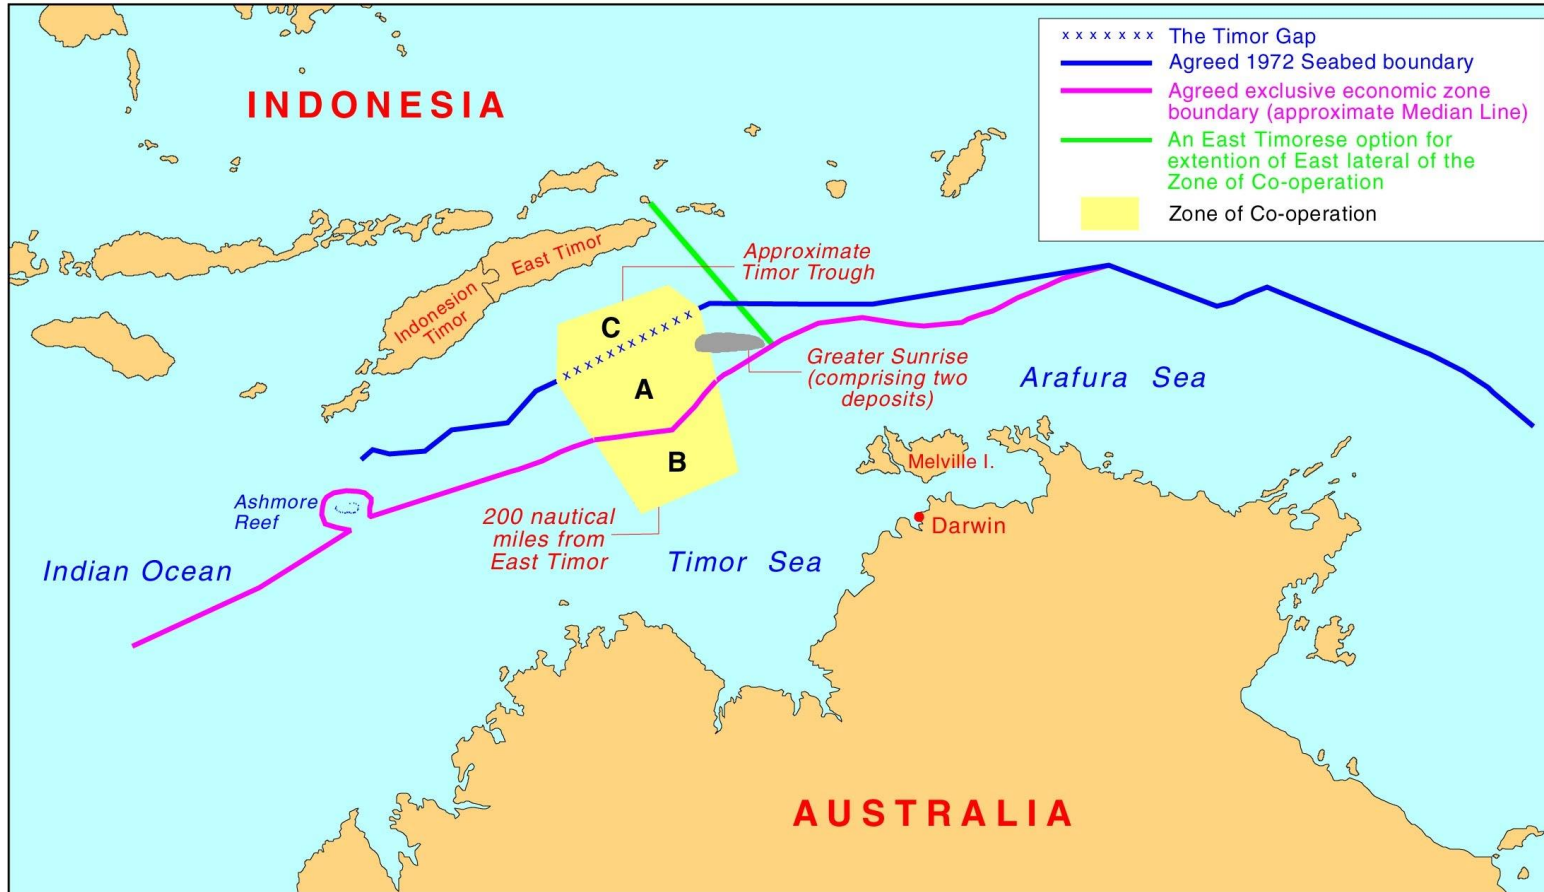 x x x x x x x The Timor Gap
Agreed 1972 Seabed boundary
Agreed exclusive economic zone
boundary (approximate Median Line)
An East Timorese option for
extention of East lateral of the
Zone of Co-operation
Zone of Co-operation
INDONESIA
East Timor
Indonesion
Timor
Approximate
Timor Trough
C
x x x x x x x x x x x x x
A
B
Greater Sunrise
(comprising two
deposits)
Arafura Sea
Melville I.
Darwin
Ashmore
Reef
200 nautical
miles from
East Timor
Indian Ocean
Timor Sea
AUSTRALIA